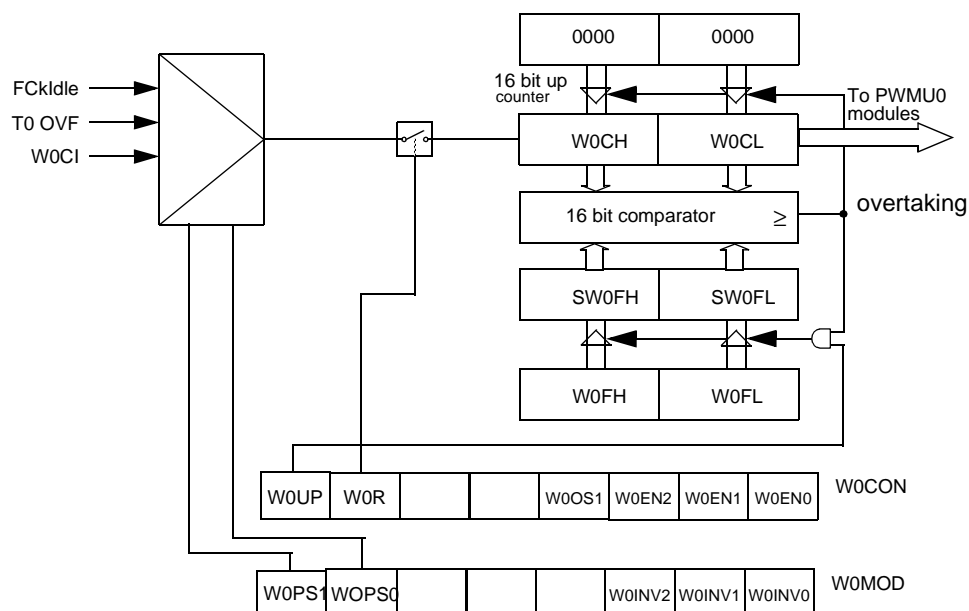 0000 0000
FCkIdle
T0 OVF
W0CI
16 bit up
counter
To PWMU0
modules
W0CH W0CL
16 bit comparator ≥
overtaking
SW0FH SW0FL
W0FH W0FL
W0UP W0R W0OS1 W0EN2 W0EN1 W0EN0 W0CON
W0PS1 WOPS0 W0INV2 W0INV1 W0INV0 W0MOD